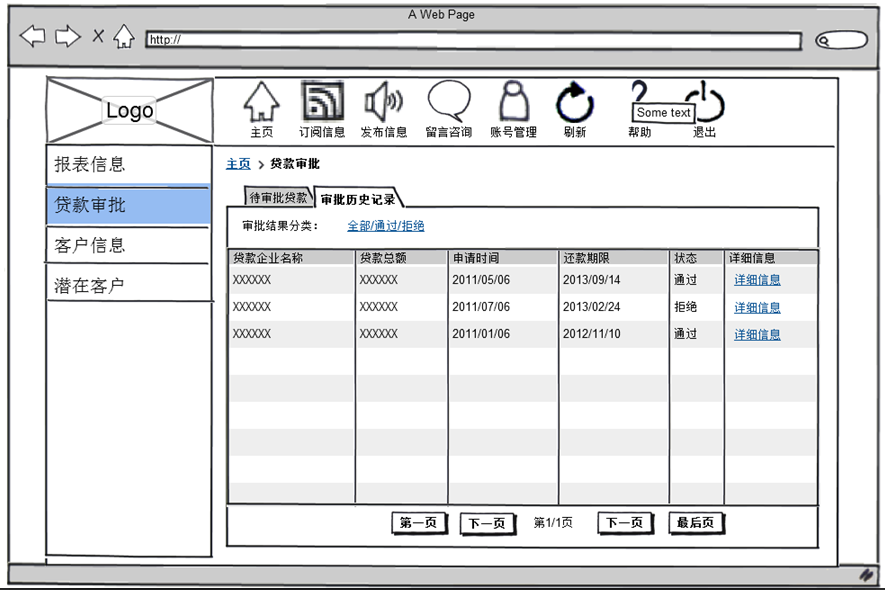 A Web Page
http://
Logo
主页 订阅信息 发布信息 留言咨询 账号管理 刷新 帮助 Some text 退出
报表信息
贷款审批
客户信息
潜在客户
主页 > 贷款审批
待审批贷款 审批历史记录
审批结果分类： 全部/通过/拒绝
贷款企业名称 贷款总额 申请时间 还款期限 状态 详细信息
XXXXXX XXXXXX 2011/05/06 2013/09/14 通过 详细信息
XXXXXX XXXXXX 2011/07/06 2013/02/24 拒绝 详细信息
XXXXXX XXXXXX 2011/01/06 2012/11/10 通过 详细信息
第一页 下一页 第1/1页 下一页 最后页